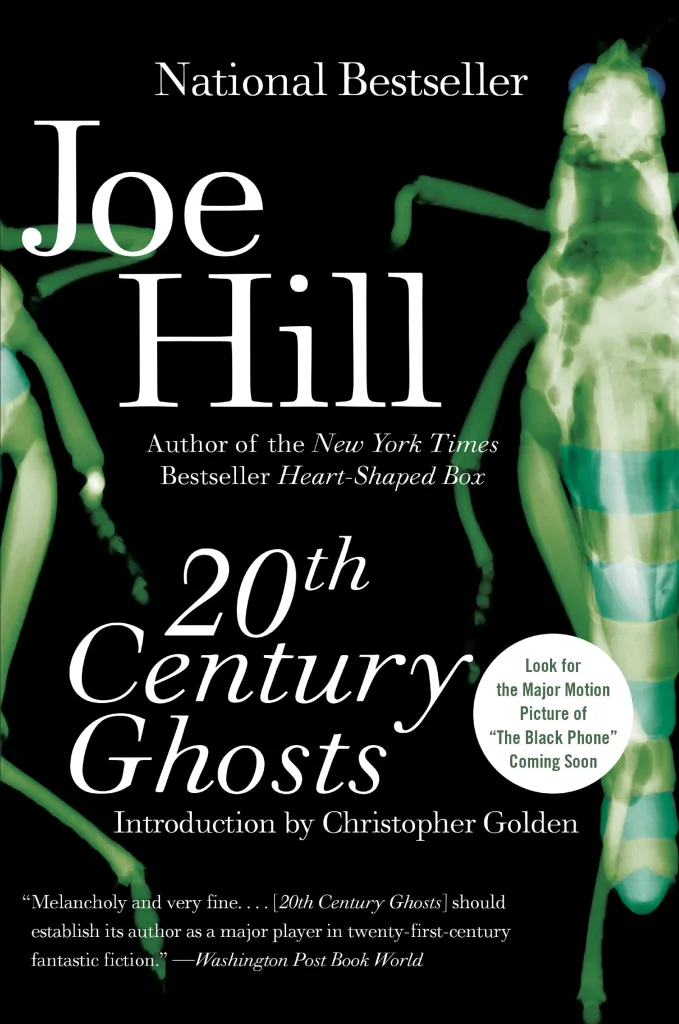 National Bestseller
Joe
Hill
Author of the New York Times
Bestseller Heart-Shaped Box
20th
Century
Ghosts
Look for
the Major Motion
Picture of
“The Black Phone”
Coming Soon
Introduction by Christopher Golden
“Melancholy and very fine. . . . [20th Century Ghosts] should
establish its author as a major player in twenty-first-century
fantastic fiction.” —Washington Post Book World